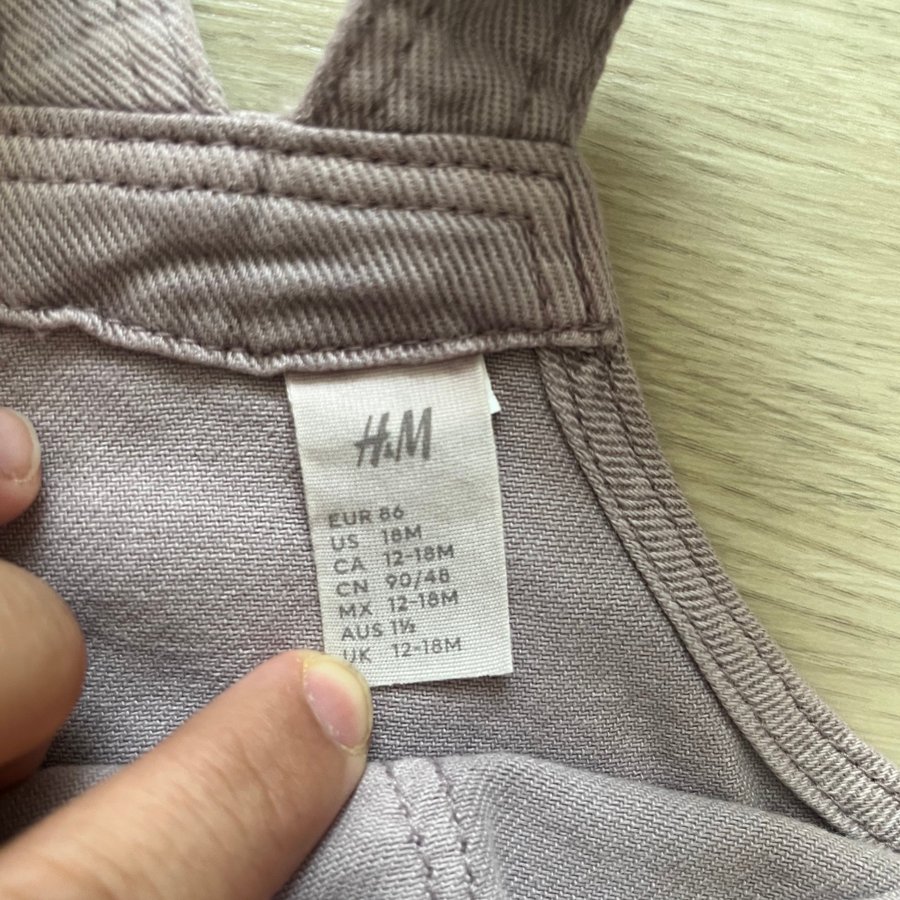 H&M
EUR 86
US 18M
CA 12-18M
CN 90/48
MX 12-18M
AUS 1½
UK 12-18M